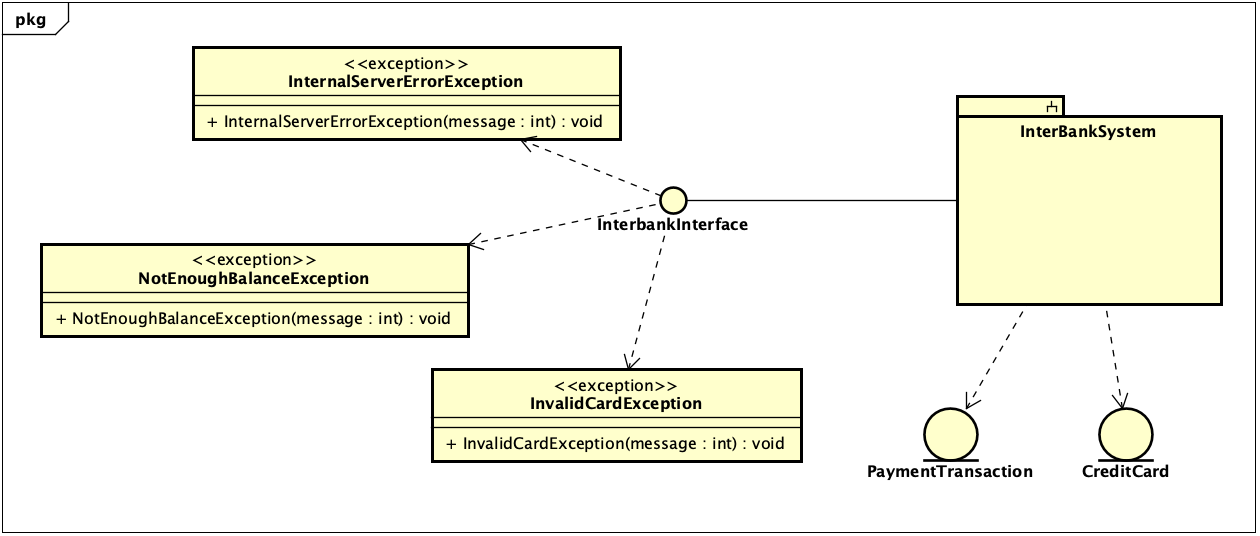 pkg
<<exception>>
InternalServerErrorException
+ InternalServerErrorException(message : int) : void
InterBankSystem
InterbankInterface
<<exception>>
NotEnoughBalanceException
+ NotEnoughBalanceException(message : int) : void
<<exception>>
InvalidCardException
+ InvalidCardException(message : int) : void
PaymentTransaction
CreditCard